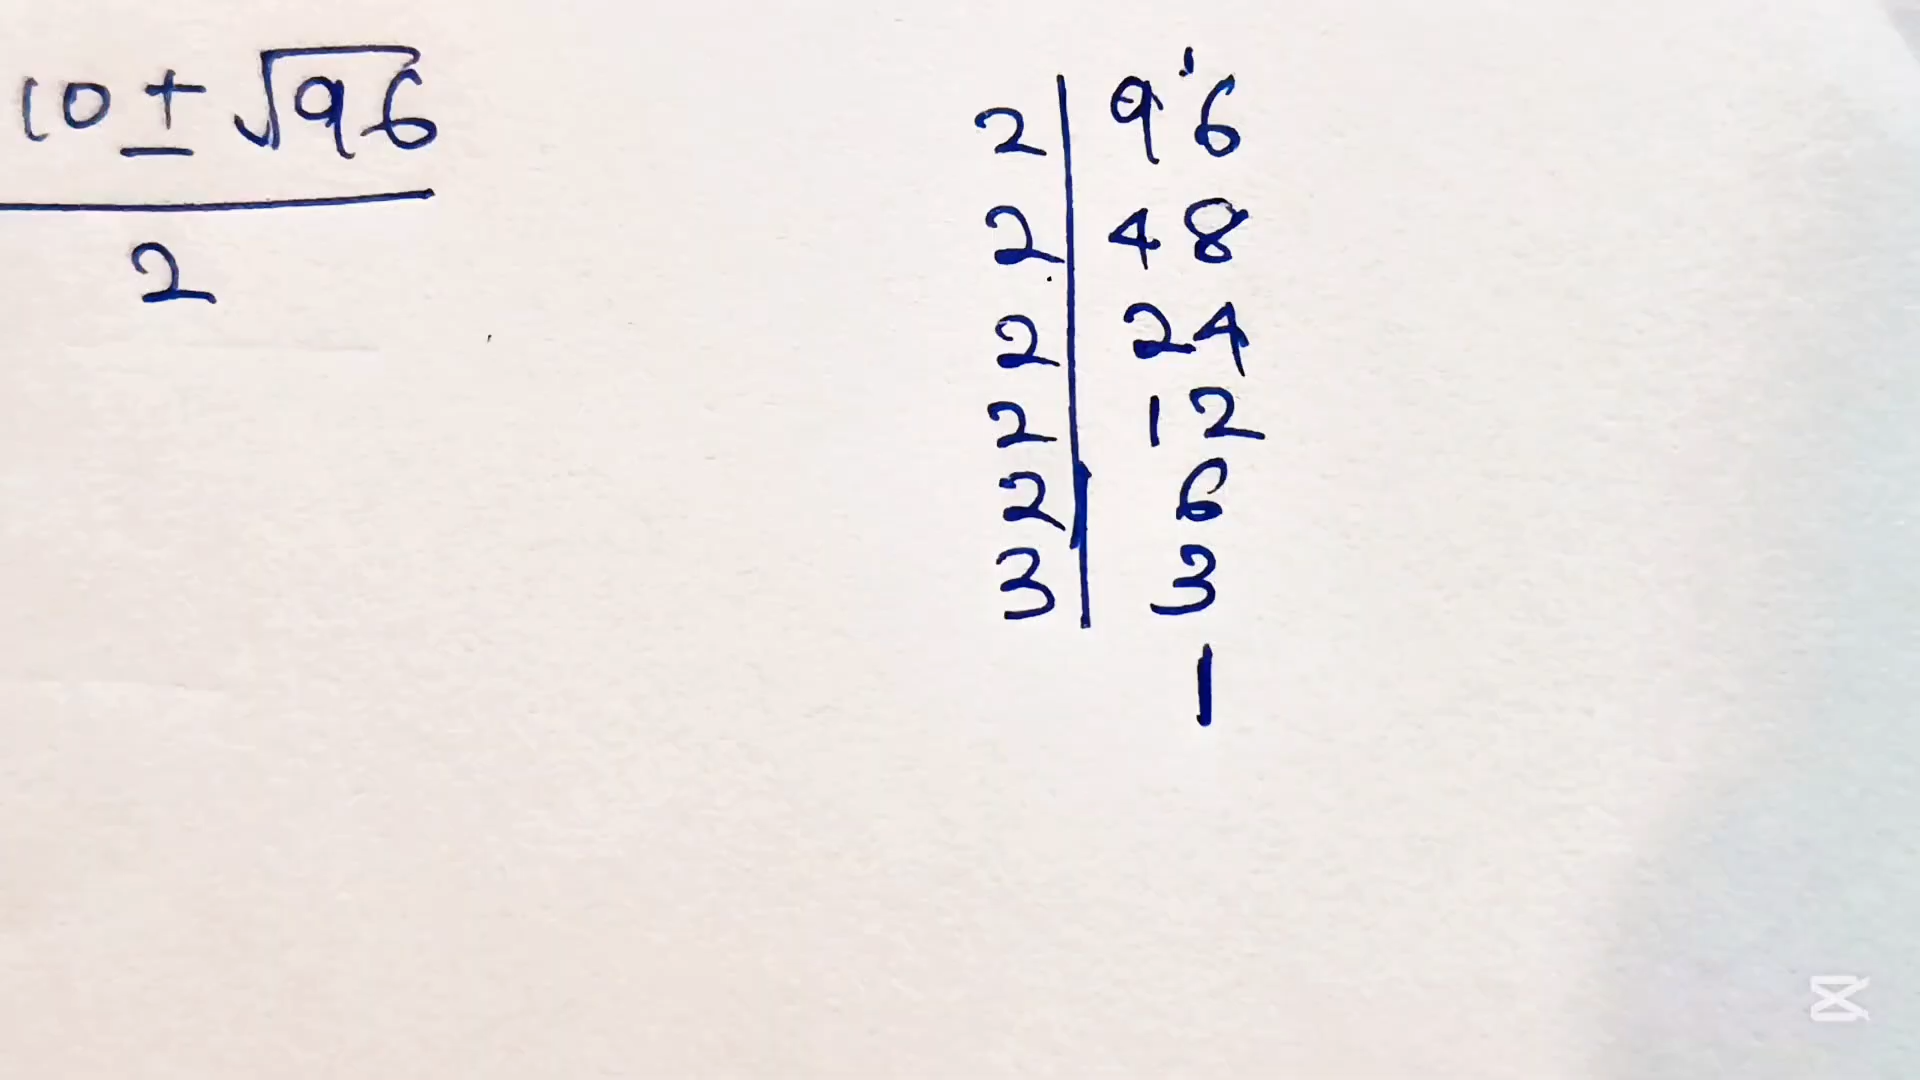 10 ± √96
2
2 | 96
2 | 48
2 | 24
2 | 12
2 | 6
3 | 3
1